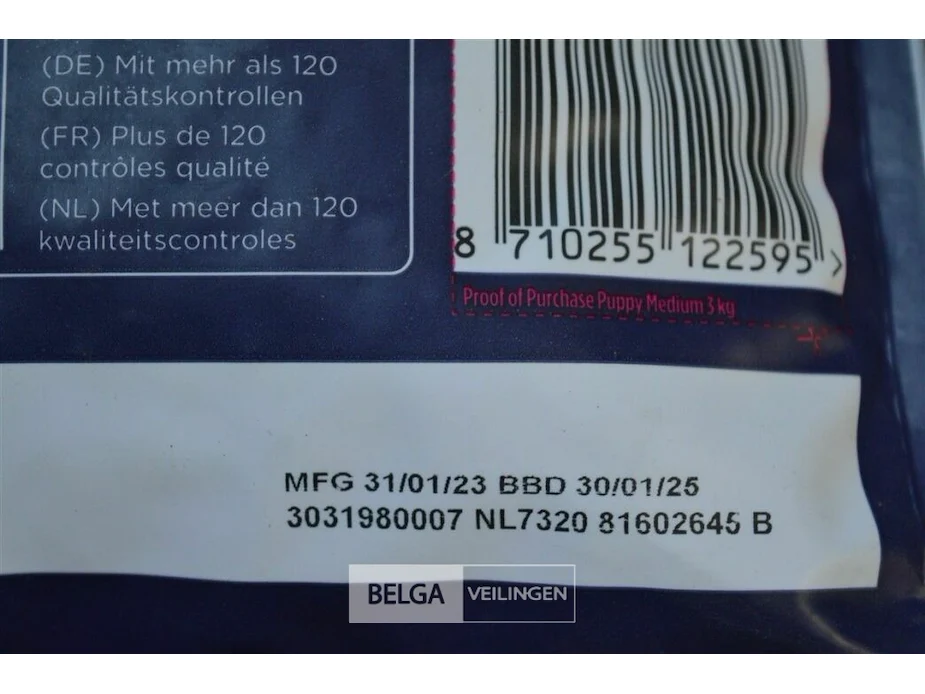 (DE) Mit mehr als 120
Qualitätskontrollen
(FR) Plus de 120
contrôles qualité
(NL) Met meer dan 120
kwaliteitscontroles
8 710255 122595 >
Proof of Purchase Puppy Medium 3 kg
MFG 31/01/23 BBD 30/01/25
3031980007 NL7320 81602645 B
BELGA VEILINGEN